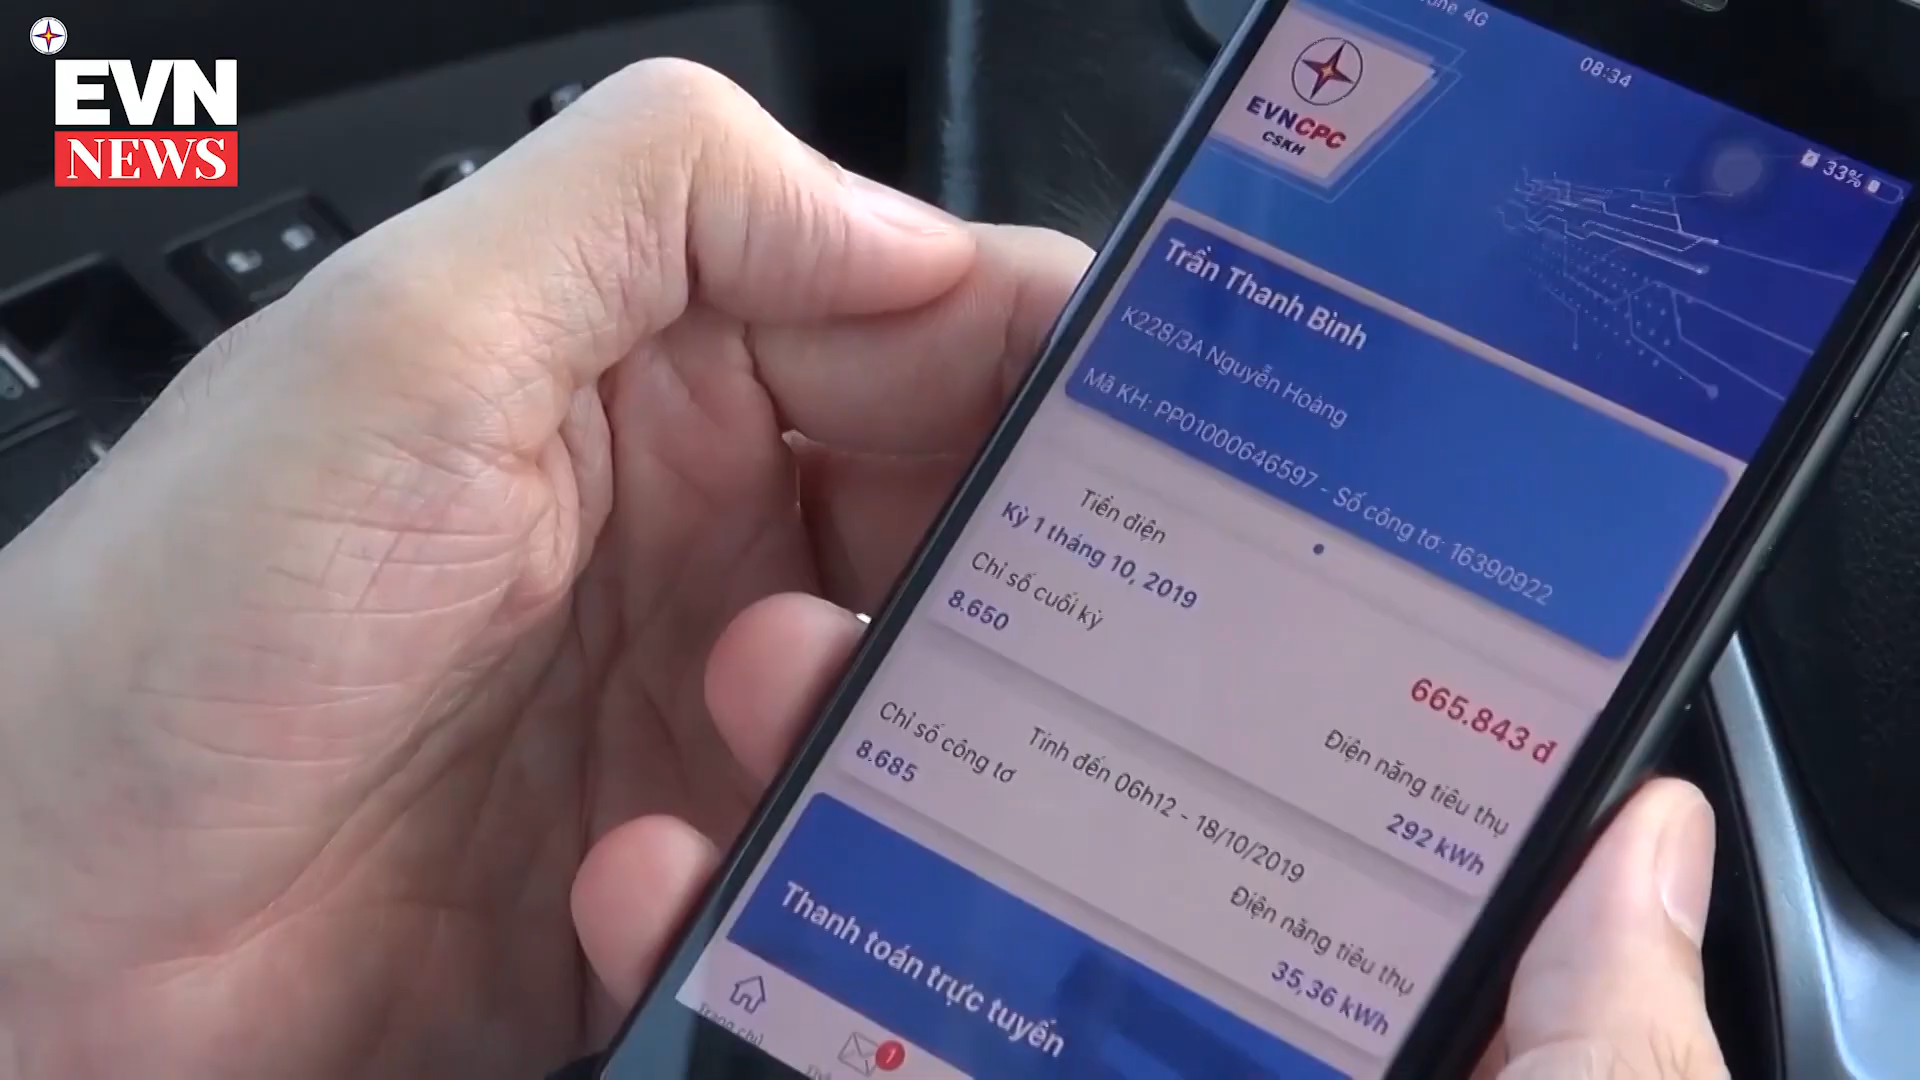 EVN
NEWS
4G
08:34
33%
EVNCPC
CSKH
Trần Thanh Bình
K228/3A Nguyễn Hoàng
Mã KH: PP01000646597 - Số công tơ: 16390922
Tiền điện
Kỳ 1 tháng 10, 2019
665.843 đ
Chỉ số cuối kỳ
8.650
Điện năng tiêu thụ
292 kWh
Tính đến 06h12 - 18/10/2019
Chỉ số công tơ
8.685
Điện năng tiêu thụ
35,36 kWh
Thanh toán trực tuyến
Trang chủ
1